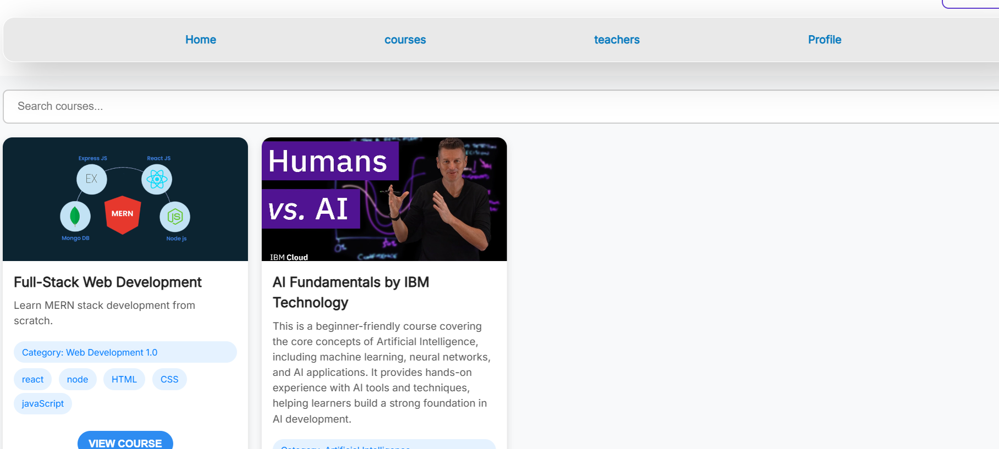 Home
courses
teachers
Profile
Search courses...
Express JS
React JS
EX
MERN
JS
Mongo DB
Node js
Full-Stack Web Development
Learn MERN stack development from
scratch.
Category: Web Development 1.0
react
node
HTML
CSS
javaScript
VIEW COURSE
Humans
vs. AI
IBM Cloud
AI Fundamentals by IBM
Technology
This is a beginner-friendly course covering
the core concepts of Artificial Intelligence,
including machine learning, neural networks,
and AI applications. It provides hands-on
experience with AI tools and techniques,
helping learners build a strong foundation in
AI development.
Category: Artificial Intelligence